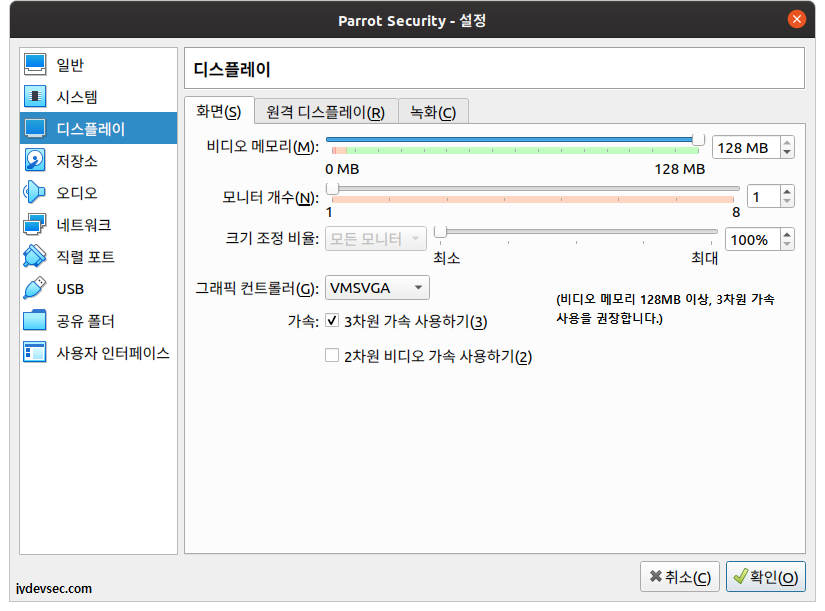 Parrot Security - 설정
일반
시스템
디스플레이
저장소
오디오
네트워크
직렬 포트
USB
공유 폴더
사용자 인터페이스
디스플레이
화면(S) 원격 디스플레이(R) 녹화(C)
비디오 메모리(M): 128 MB
0 MB 128 MB
모니터 개수(N): 1
1 8
크기 조정 비율: 모든 모니터 100%
최소 최대
그래픽 컨트롤러(G): VMSVGA
(비디오 메모리 128MB 이상, 3차원 가속
사용을 권장합니다.)
가속: 3차원 가속 사용하기(3)
2차원 비디오 가속 사용하기(2)
취소(C) 확인(O)
jydevsec.com